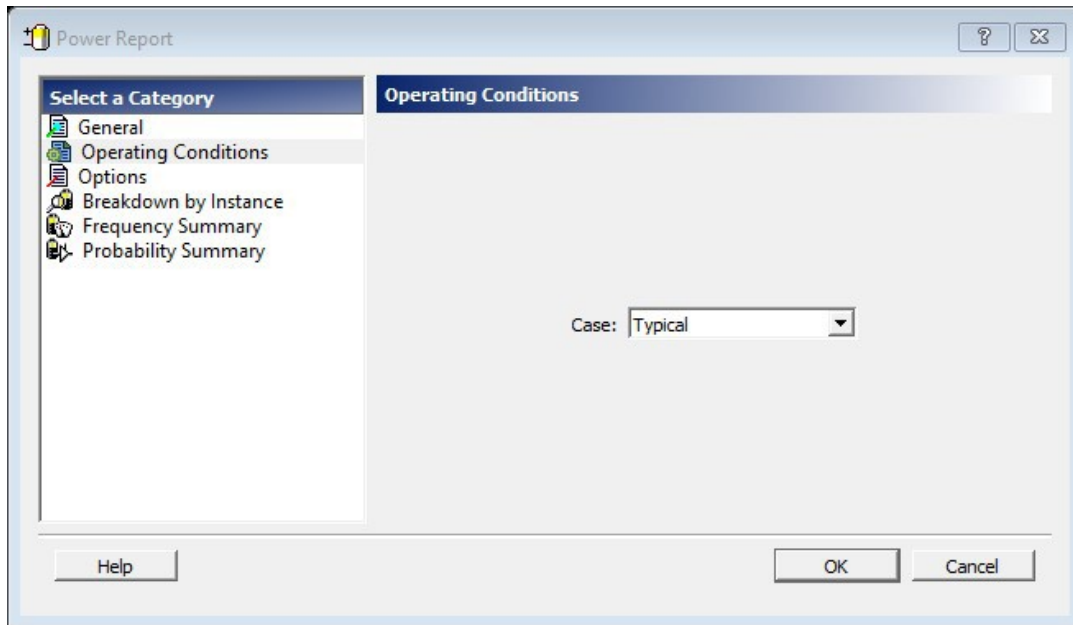 Power Report
Select a Category
General
Operating Conditions
Options
Breakdown by Instance
Frequency Summary
Probability Summary
Operating Conditions
Case: Typical
Help
OK
Cancel